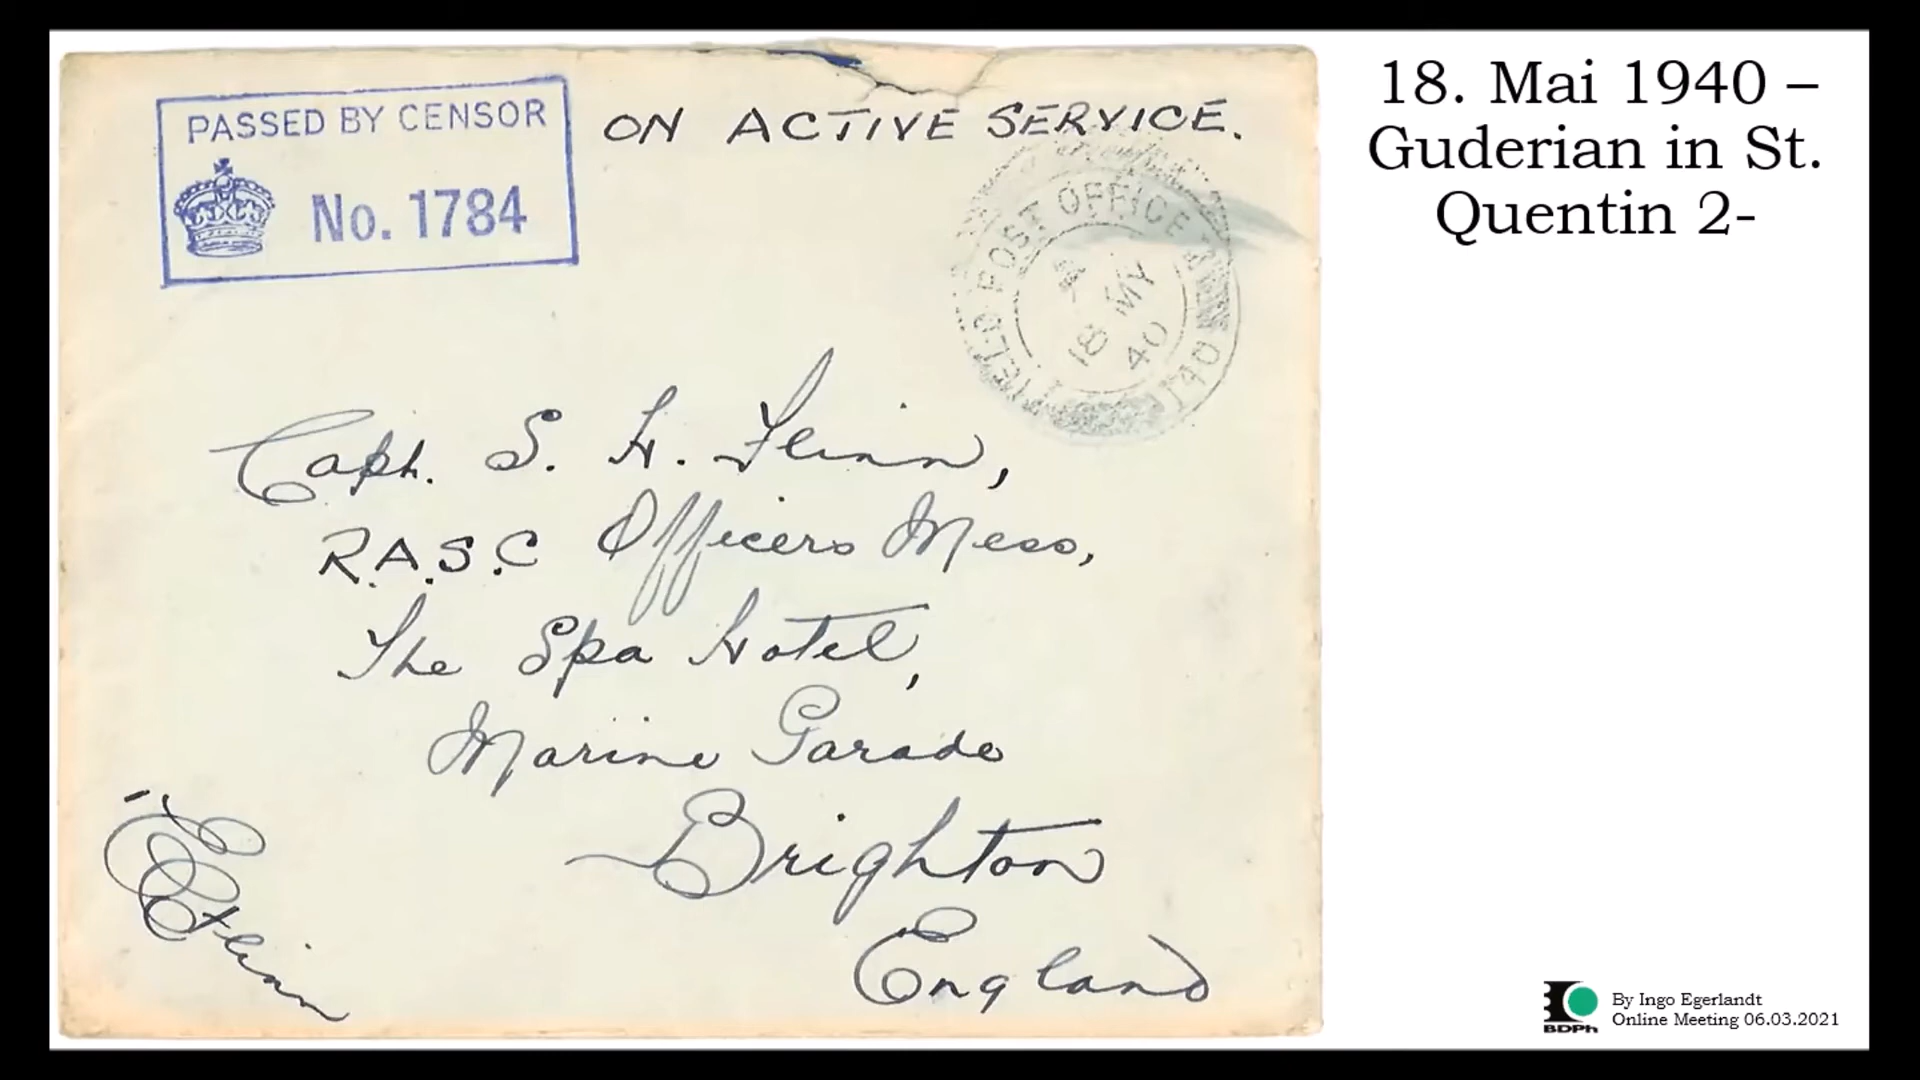 PASSED BY CENSOR
No. 1784
ON ACTIVE SERVICE.
FIELD POST OFFICE
A
18 MY
40
140
Capt. S. H. Flinn,
R.A.S.C Officers Mess,
The Spa Hotel,
Marine Parade
Brighton
England
Flinn
18. Mai 1940 –
Guderian in St.
Quentin 2-
BDPh
By Ingo Egerlandt
Online Meeting 06.03.2021